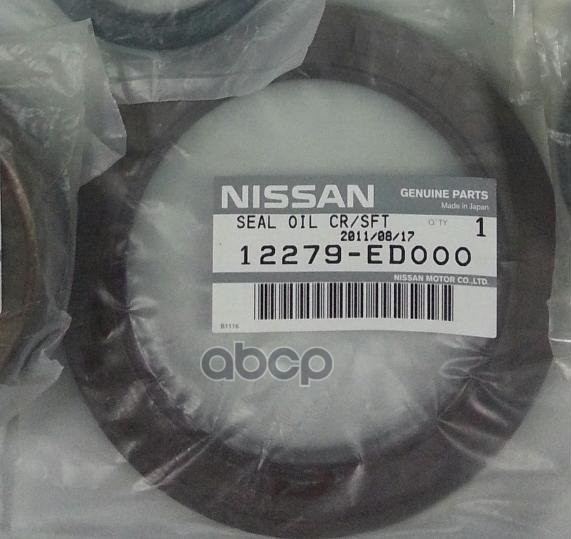 NISSAN
GENUINE PARTS
Made in Japan
SEAL OIL CR/SFT
Q'TY 1
2011/08/17
12279-ED000
NISSAN MOTOR CO.,LTD.
B1116
abcp